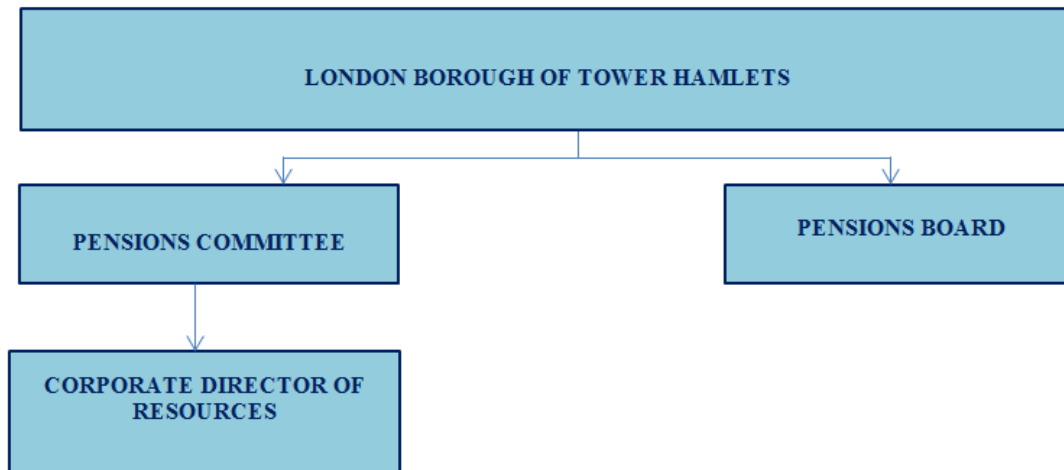 LONDON BOROUGH OF TOWER HAMLETS
PENSIONS COMMITTEE
PENSIONS BOARD
CORPORATE DIRECTOR OF
RESOURCES